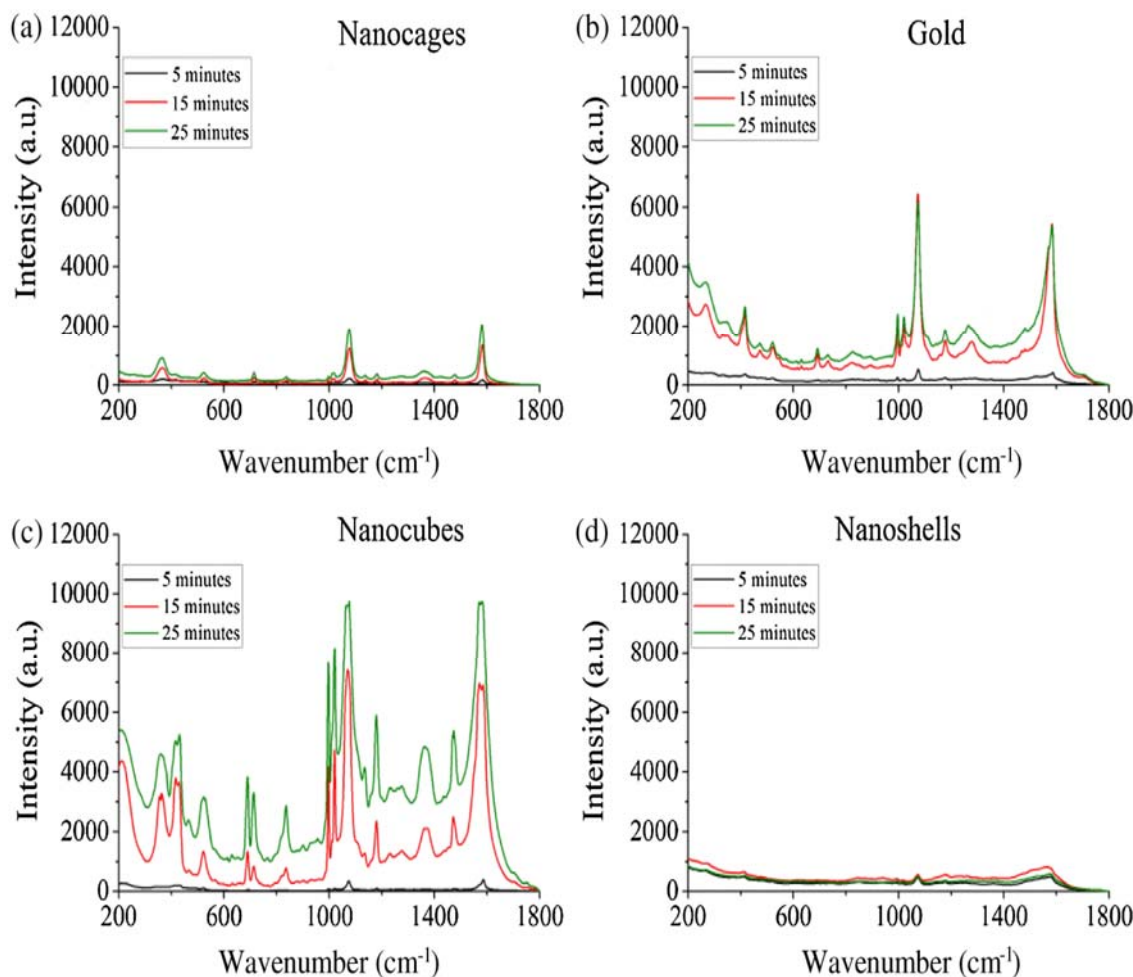 (a)
Nanocages
5 minutes
15 minutes
25 minutes
12000
10000
8000
6000
4000
2000
0
Intensity (a.u.)
200
600
1000
1400
1800
Wavenumber (cm⁻¹)
(b)
Gold
5 minutes
15 minutes
25 minutes
12000
10000
8000
6000
4000
2000
0
Intensity (a.u.)
200
600
1000
1400
1800
Wavenumber (cm⁻¹)
(c)
Nanocubes
5 minutes
15 minutes
25 minutes
12000
10000
8000
6000
4000
2000
0
Intensity (a.u.)
200
600
1000
1400
1800
Wavenumber (cm⁻¹)
(d)
Nanoshells
5 minutes
15 minutes
25 minutes
12000
10000
8000
6000
4000
2000
0
Intensity (a.u.)
200
600
1000
1400
1800
Wavenumber (cm⁻¹)